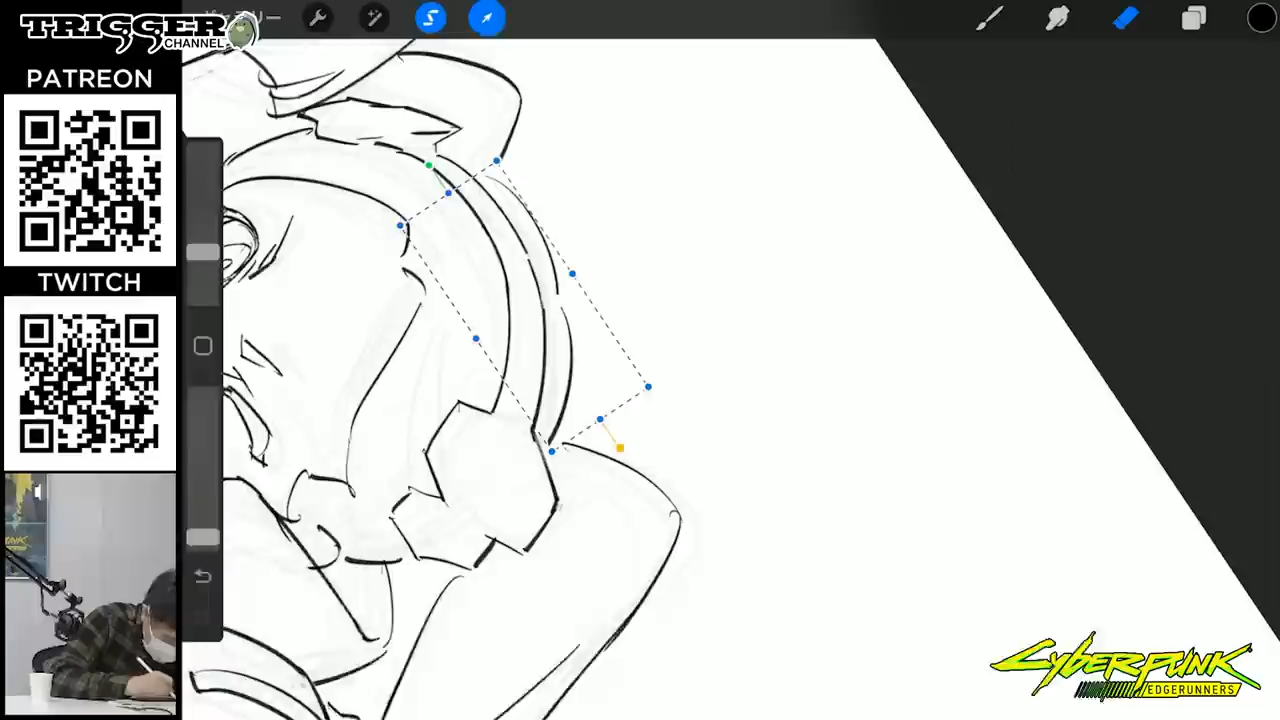 TRIGGER
CHANNEL
PATREON
TWITCH
CYBERPUNK
EDGERUNNERS